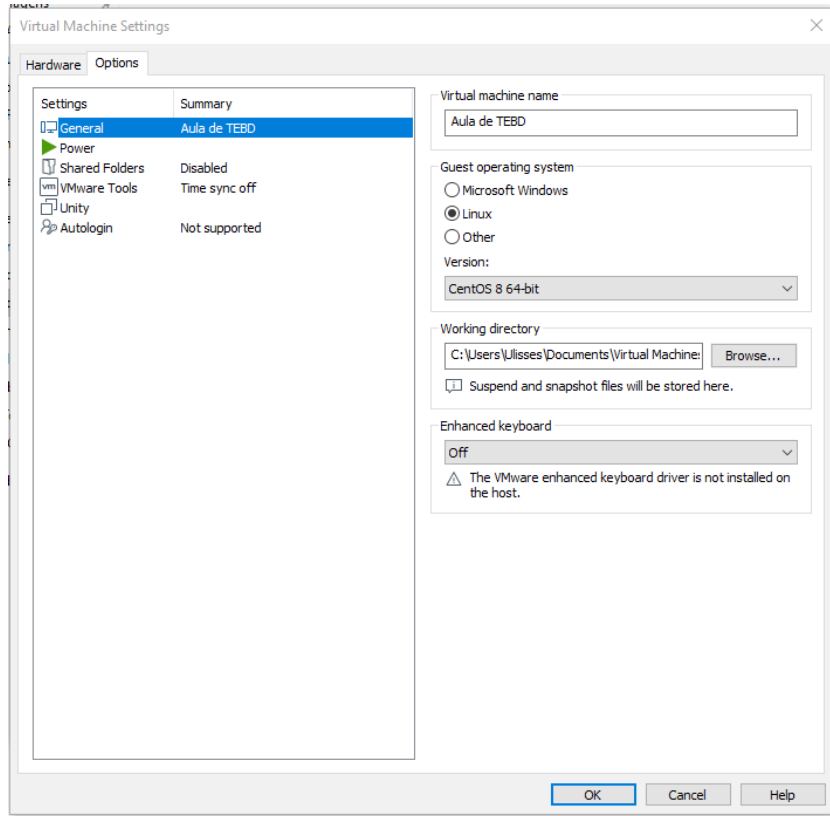 Virtual Machine Settings
Hardware Options
Settings Summary
General Aula de TEBD
Power
Shared Folders Disabled
VMware Tools Time sync off
Unity
Autologin Not supported
Virtual machine name
Aula de TEBD
Guest operating system
Microsoft Windows
Linux
Other
Version:
CentOS 8 64-bit
Working directory
C:\Users\Ulisses\Documents\Virtual Machine
Browse...
Suspend and snapshot files will be stored here.
Enhanced keyboard
Off
The VMware enhanced keyboard driver is not installed on
the host.
OK Cancel Help